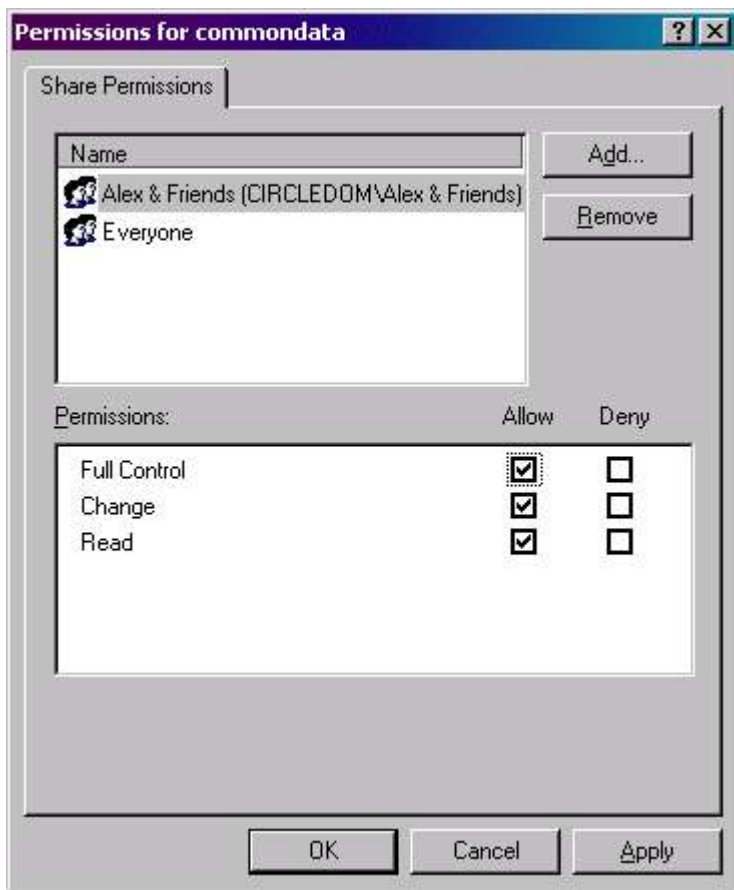 Permissions for commondata
Share Permissions
Name
Add...
Alex & Friends (CIRCLEDOM\Alex & Friends)
Remove
Everyone
Permissions: Allow Deny
Full Control
Change
Read
OK Cancel Apply